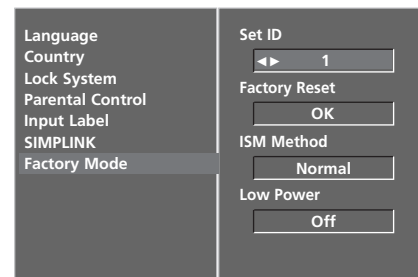 Language
Country
Lock System
Parental Control
Input Label
SIMPLINK
Factory Mode
Set ID
◄► 1
Factory Reset
OK
ISM Method
Normal
Low Power
Off